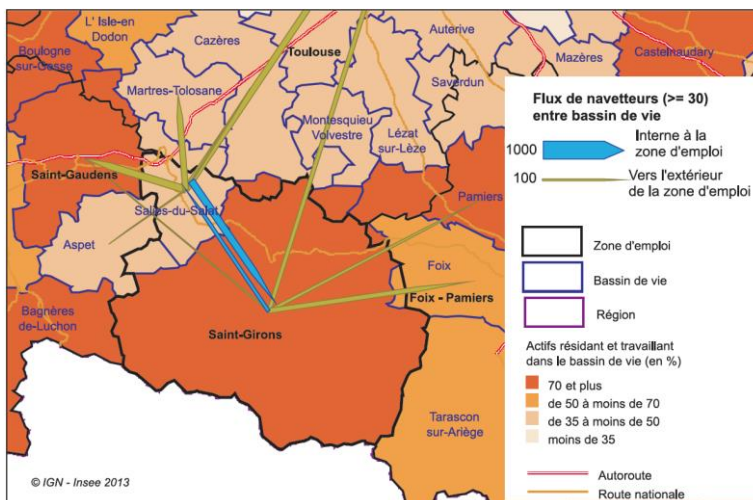 L' Isle-en
Dodon
Boulogne
sur-Gesse
Cazères
Toulouse
Auterive
Mazères
Castelnaudary
Martres-Tolosane
Saverdun
Montesquieu
Volvestre
Lézat
sur-Lèze
Saint-Gaudens
Salies-du-Salat
Pamiers
Aspet
Foix
Foix - Pamiers
Bagnères
de-Luchon
Saint-Girons
Tarascon
sur-Ariège
© IGN - Insee 2013
Flux de navetteurs (>= 30)
entre bassin de vie
1000
Interne à la
zone d'emploi
100
Vers l'extérieur
de la zone d'emploi
Zone d'emploi
Bassin de vie
Région
Actifs résidant et travaillant
dans le bassin de vie (en %)
70 et plus
de 50 à moins de 70
de 35 à moins de 50
moins de 35
Autoroute
Route nationale